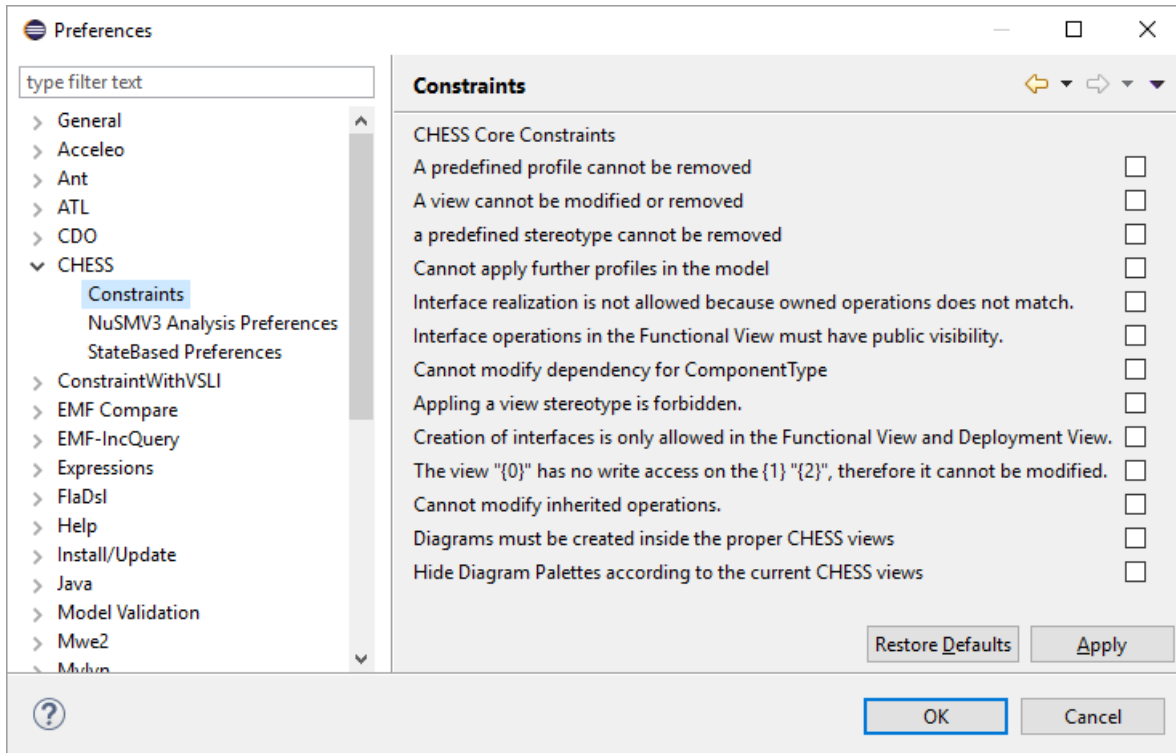 Preferences
type filter text
General
Acceleo
Ant
ATL
CDO
CHESS
Constraints
NuSMV3 Analysis Preferences
StateBased Preferences
ConstraintWithVSLI
EMF Compare
EMF-IncQuery
Expressions
FlaDsl
Help
Install/Update
Java
Model Validation
Mwe2
Mylyn
Constraints
CHESS Core Constraints
A predefined profile cannot be removed
A view cannot be modified or removed
a predefined stereotype cannot be removed
Cannot apply further profiles in the model
Interface realization is not allowed because owned operations does not match.
Interface operations in the Functional View must have public visibility.
Cannot modify dependency for ComponentType
Appling a view stereotype is forbidden.
Creation of interfaces is only allowed in the Functional View and Deployment View.
The view "{0}" has no write access on the {1} "{2}", therefore it cannot be modified.
Cannot modify inherited operations.
Diagrams must be created inside the proper CHESS views
Hide Diagram Palettes according to the current CHESS views
Restore Defaults Apply
? OK Cancel